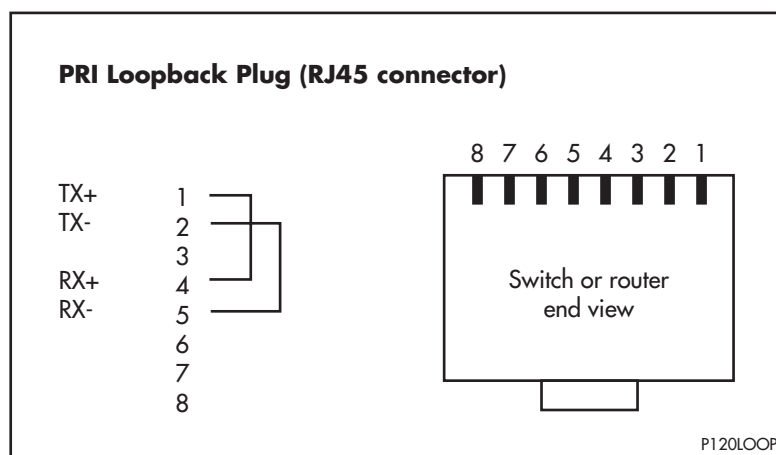 PRI Loopback Plug (RJ45 connector)
TX+ 1
TX- 2
3
RX+ 4
RX- 5
6
7
8
8 7 6 5 4 3 2 1
Switch or router
end view
P120LOOP